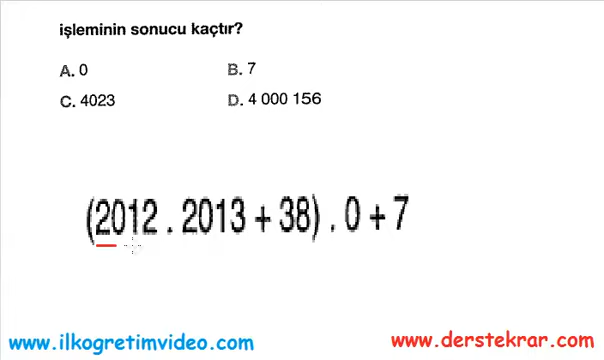 işleminin sonucu kaçtır?
A. 0 B. 7
C. 4023 D. 4 000 156
(2012 . 2013 + 38) . 0 + 7
www.ilkogretimvideo.com www.derstekrar.com